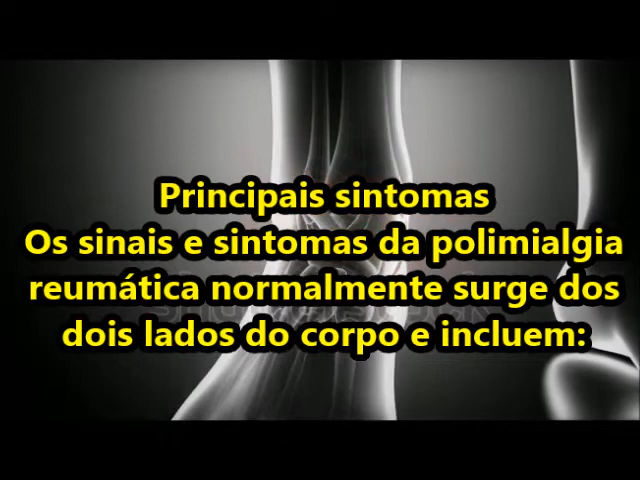 Principais sintomas
Os sinais e sintomas da polimialgia
reumática normalmente surge dos
dois lados do corpo e incluem: